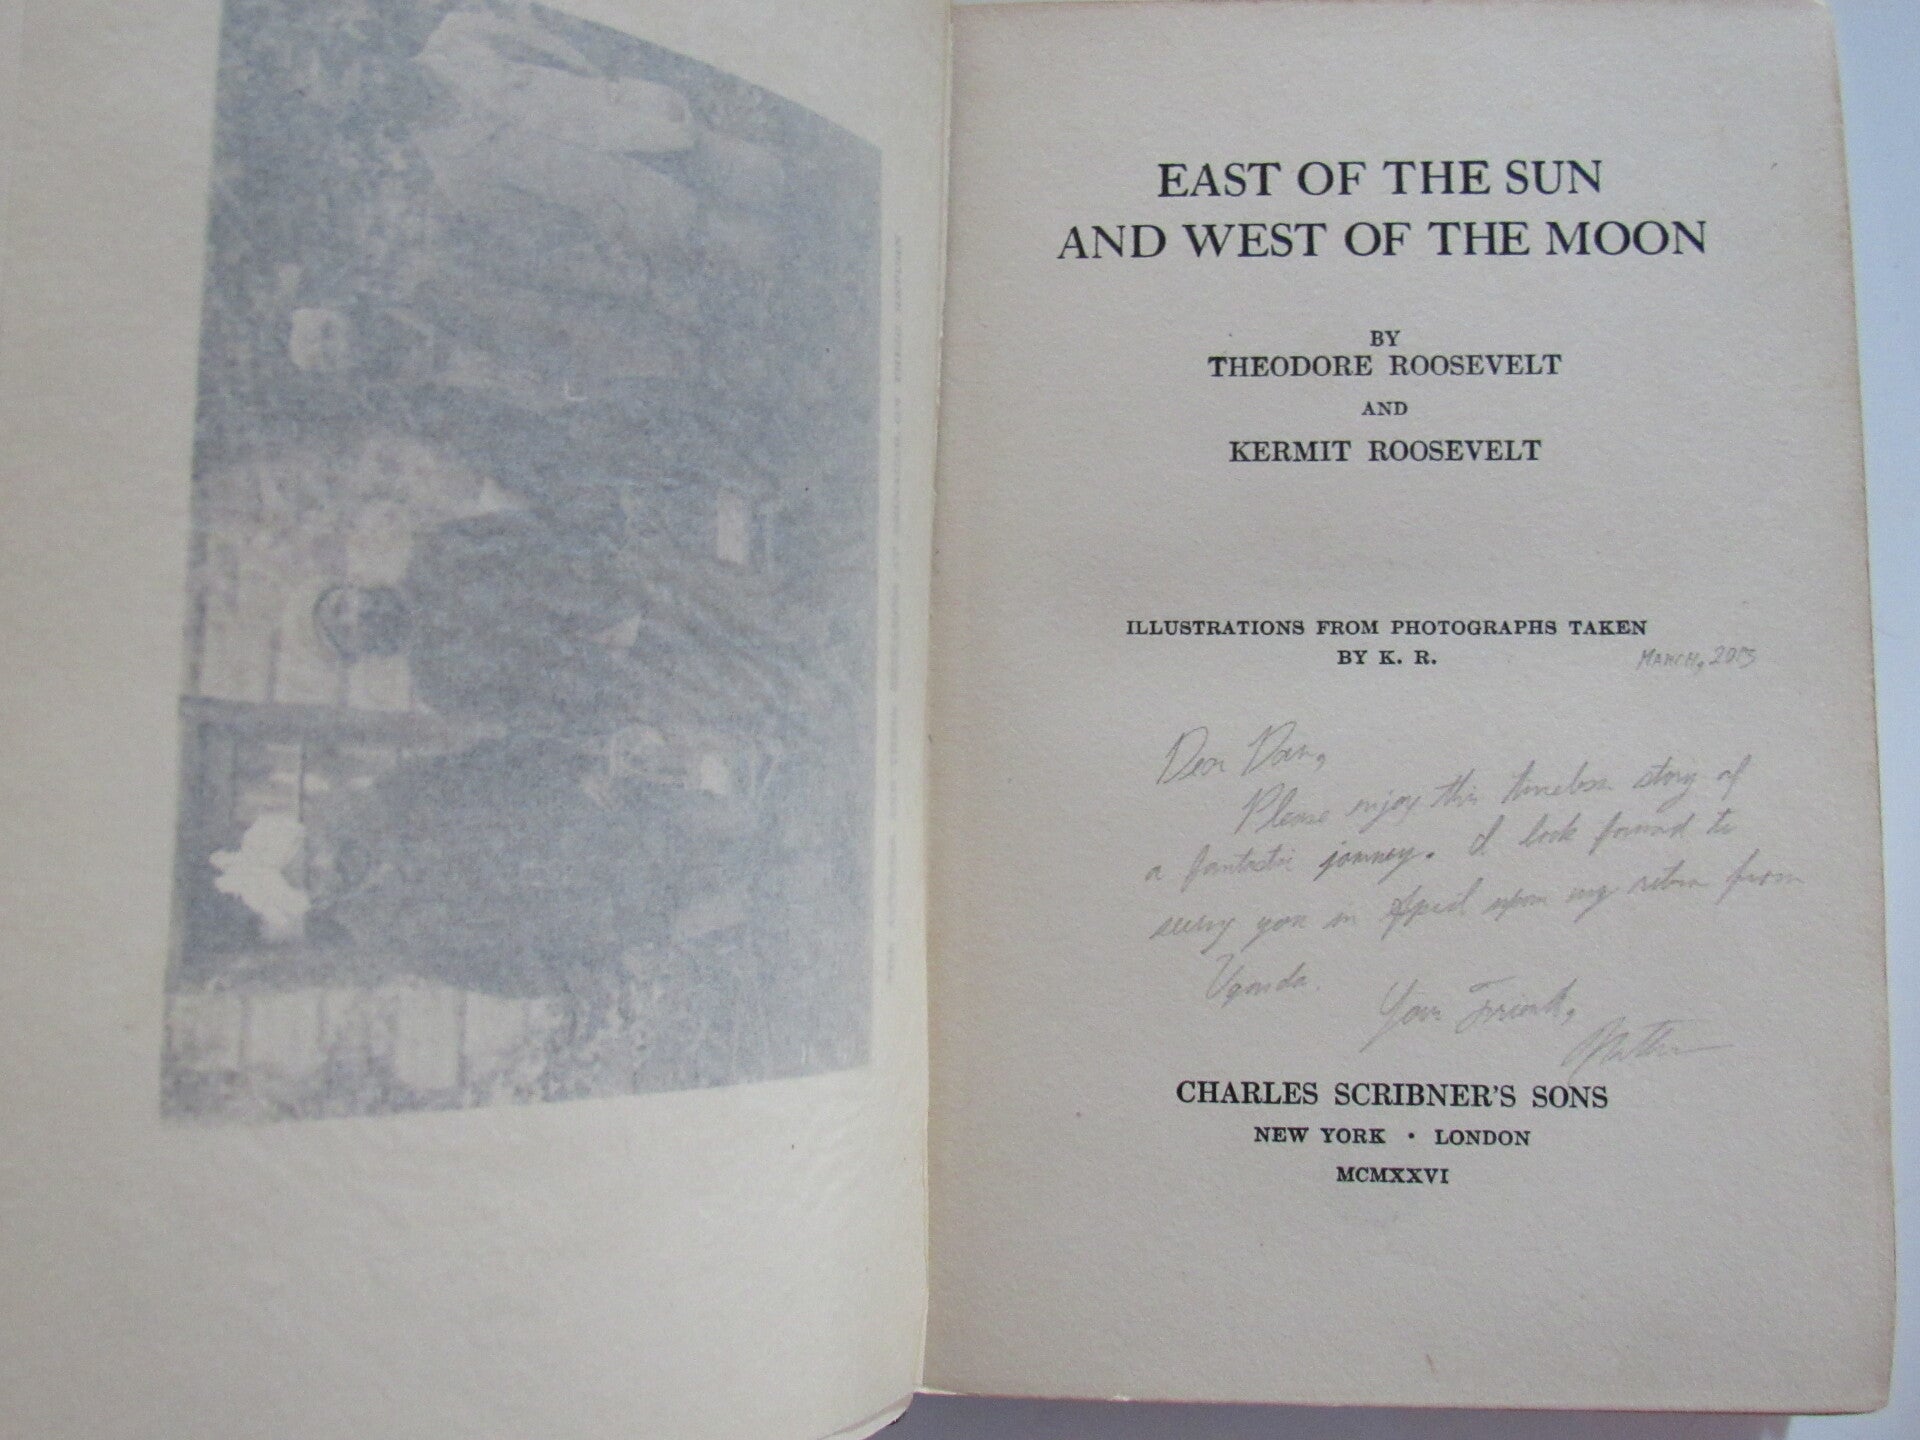 EAST OF THE SUN
AND WEST OF THE MOON
BY
THEODORE ROOSEVELT
AND
KERMIT ROOSEVELT
ILLUSTRATIONS FROM PHOTOGRAPHS TAKEN
BY K. R.
MARCH, 2013
Dear Dan,
Please enjoy this timeless story of
a fantastic journey. I look forward to
seeing you in April upon my return from
Uganda.
Your Friend,
CHARLES SCRIBNER'S SONS
NEW YORK • LONDON
MCMXXVI